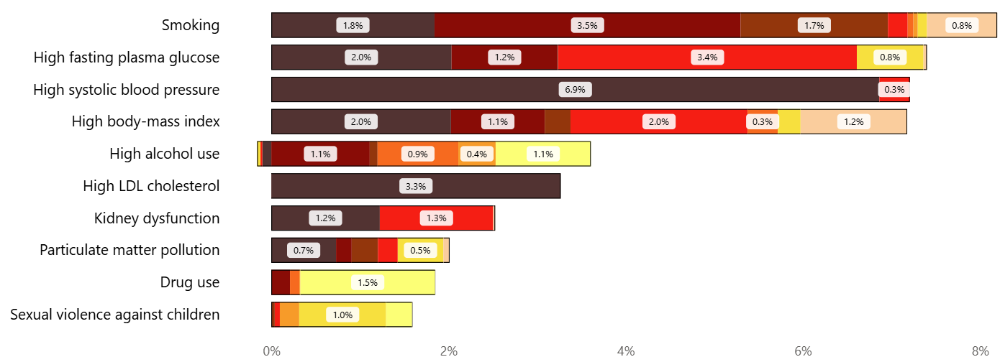 Smoking 1.8% 3.5% 1.7% 0.8%
High fasting plasma glucose 2.0% 1.2% 3.4% 0.8%
High systolic blood pressure 6.9% 0.3%
High body-mass index 2.0% 1.1% 2.0% 0.3% 1.2%
High alcohol use 1.1% 0.9% 0.4% 1.1%
High LDL cholesterol 3.3%
Kidney dysfunction 1.2% 1.3%
Particulate matter pollution 0.7% 0.5%
Drug use 1.5%
Sexual violence against children 1.0%
0% 2% 4% 6% 8%